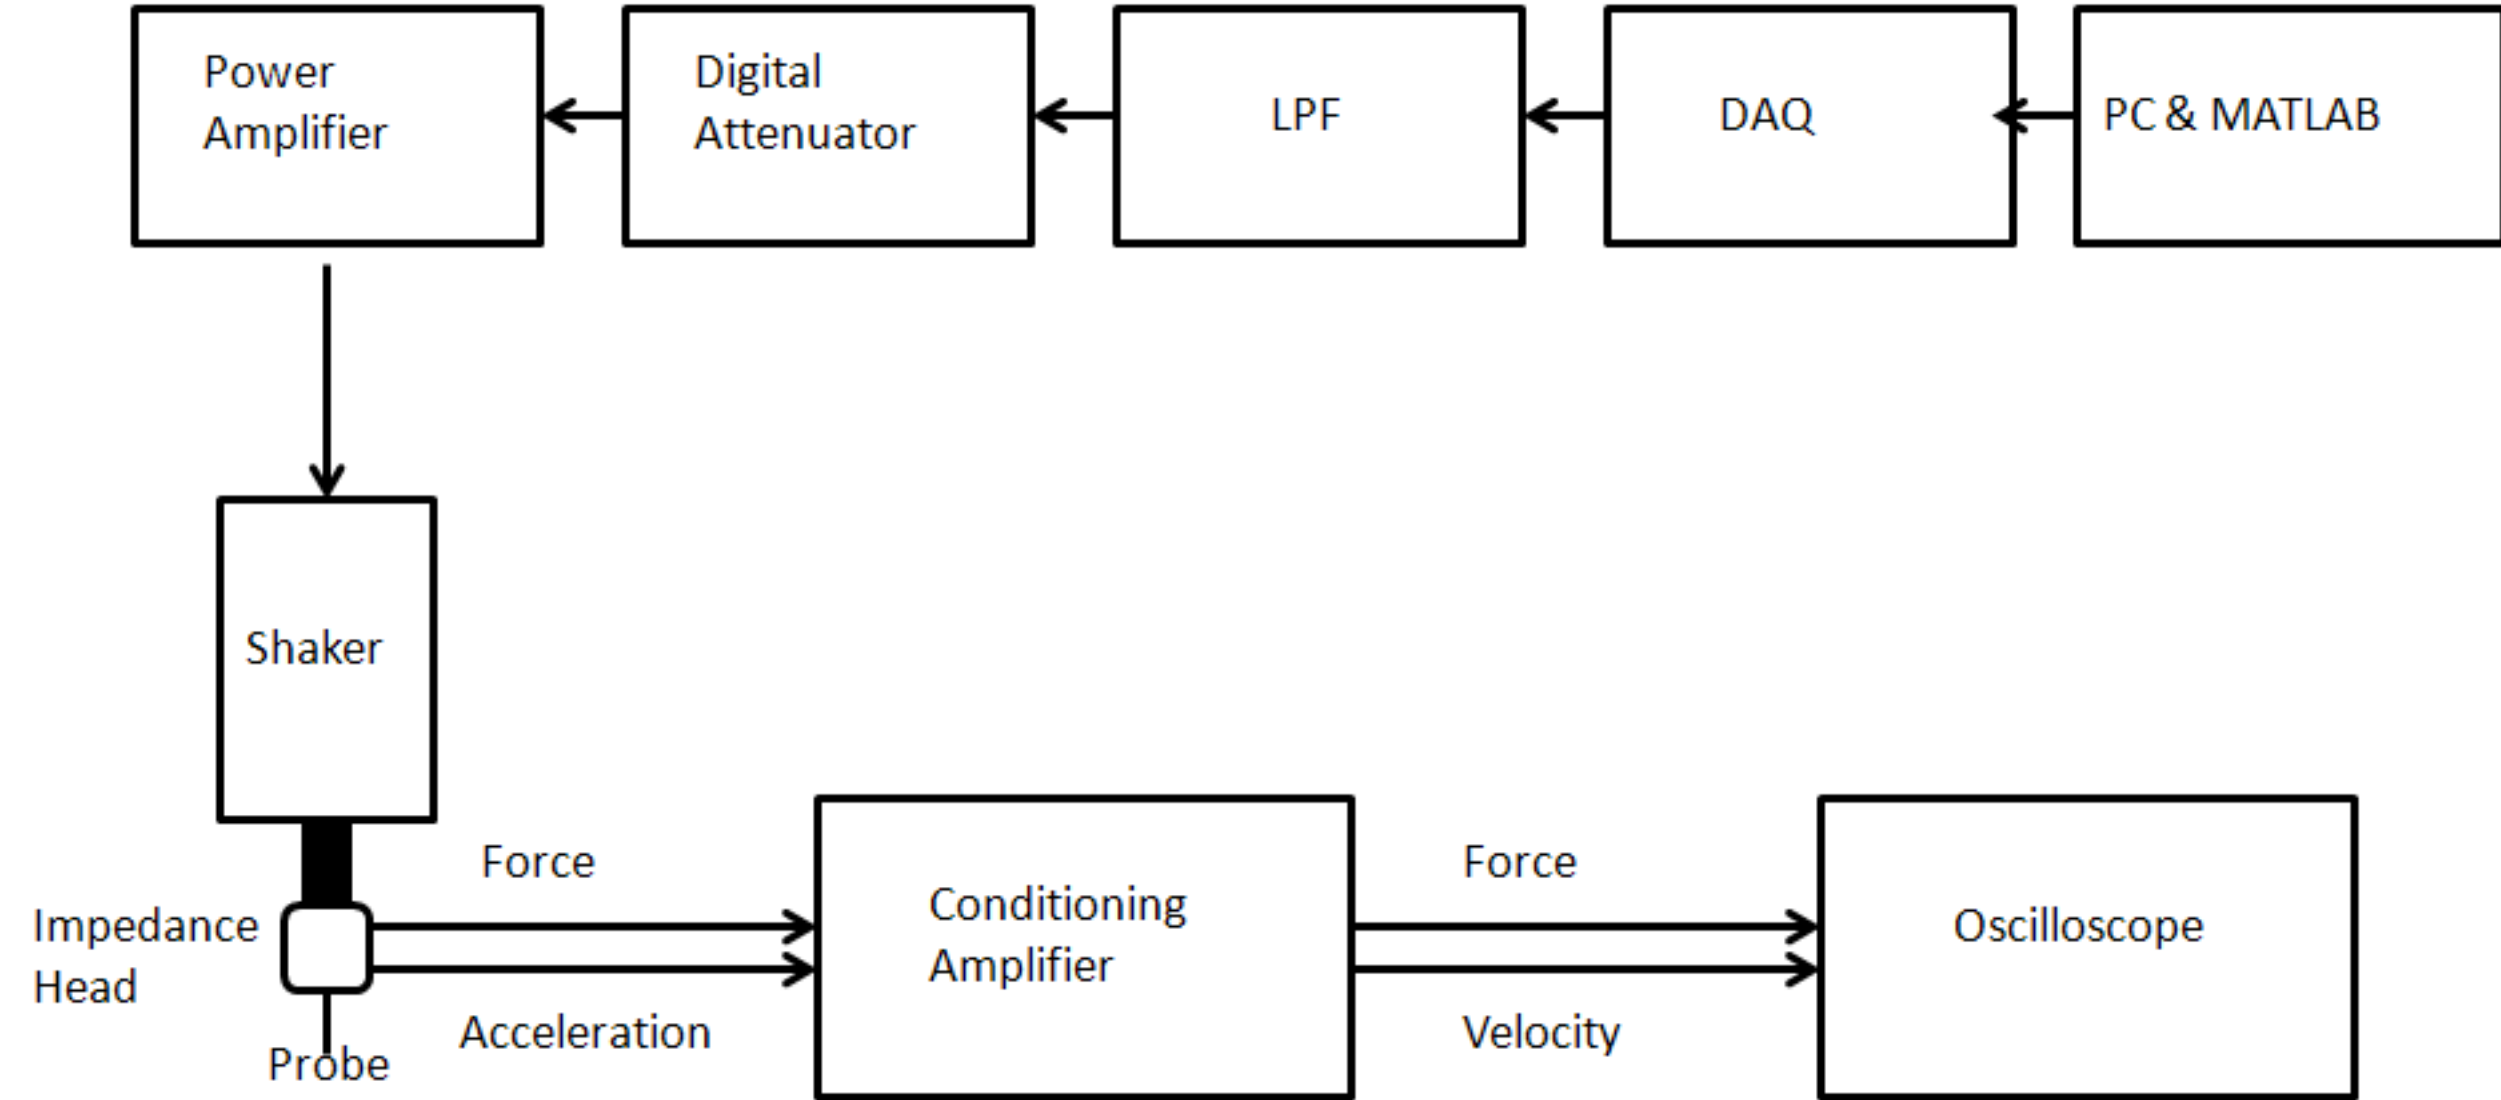 Power
Amplifier
Digital
Attenuator
LPF
DAQ
PC & MATLAB
Shaker
Impedance
Head
Probe
Force
Acceleration
Conditioning
Amplifier
Force
Velocity
Oscilloscope